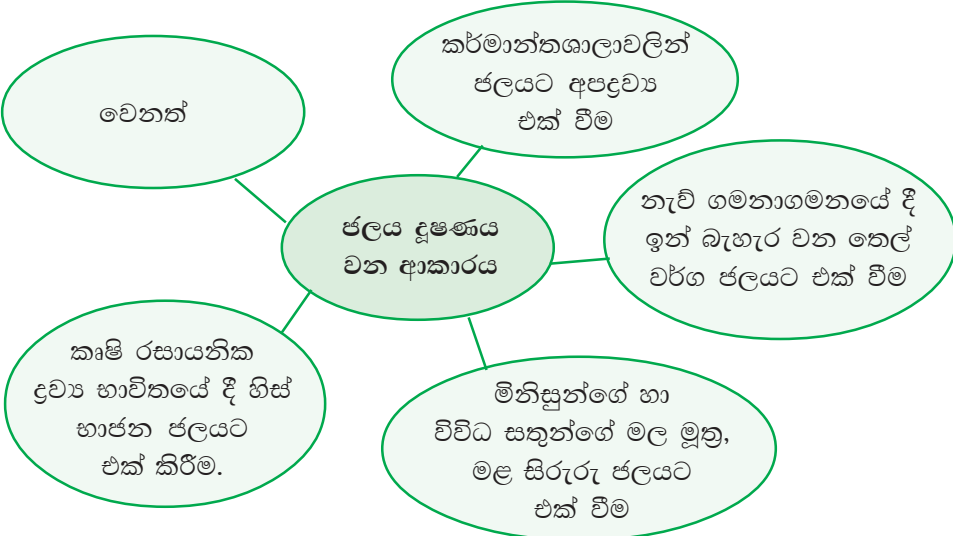 කර්මාන්තශාලාවලින්
ජලයට අපද්‍රව්‍ය
එක් වීම
වෙනත්
නැව් ගමනාගමනයේ දී
ඉන් බැහැර වන තෙල්
වර්ග ජලයට එක් වීම
ජලය දූෂණය
වන ආකාරය
කෘෂි රසායනික
ද්‍රව්‍ය භාවිතයේ දී හිස්
භාජන ජලයට
එක් කිරීම.
මිනිසුන්ගේ හා
විවිධ සතුන්ගේ මල මූත්‍ර,
මළ සිරුරු ජලයට
එක් වීම